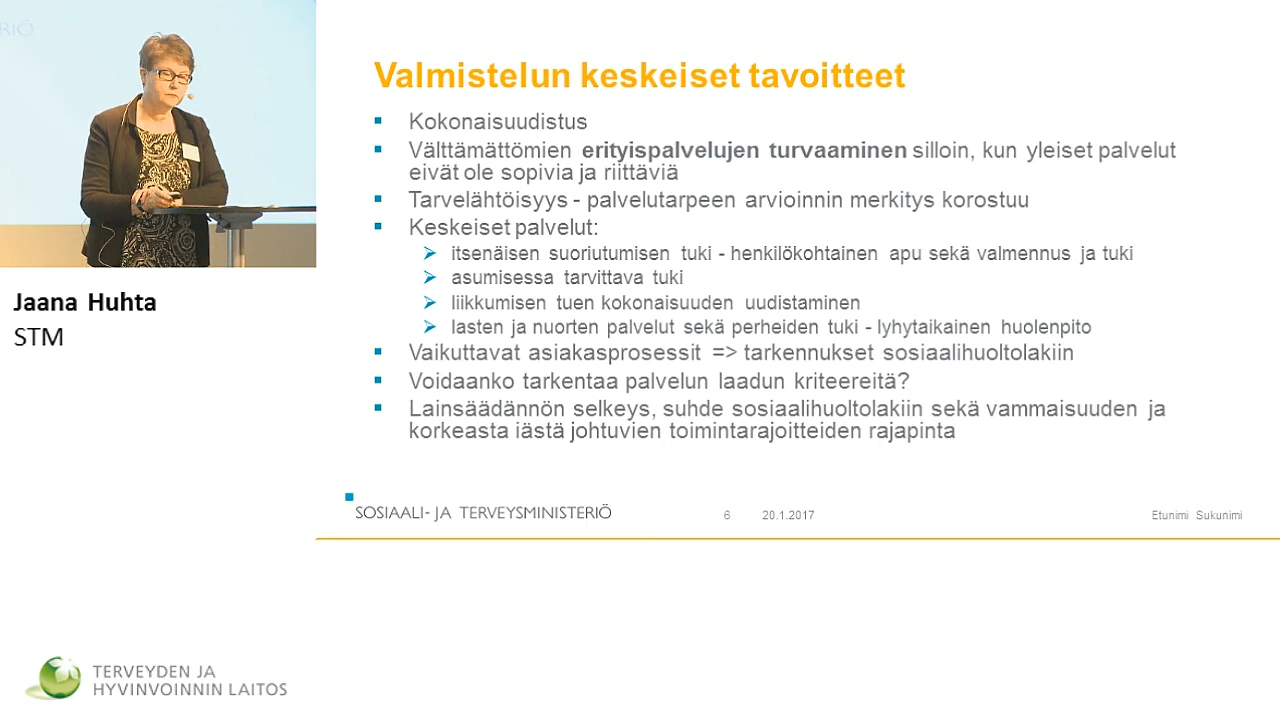 RIÖ
Jaana Huhta
STM
Valmistelun keskeiset tavoitteet
Kokonaisuudistus
Välttämättömien erityispalvelujen turvaaminen silloin, kun yleiset palvelut
eivät ole sopivia ja riittäviä
Tarvelähtöisyys - palvelutarpeen arvioinnin merkitys korostuu
Keskeiset palvelut:
itsenäisen suoriutumisen tuki - henkilökohtainen apu sekä valmennus ja tuki
asumisessa tarvittava tuki
liikkumisen tuen kokonaisuuden uudistaminen
lasten ja nuorten palvelut sekä perheiden tuki - lyhytaikainen huolenpito
Vaikuttavat asiakasprosessit => tarkennukset sosiaalihuoltolakiin
Voidaanko tarkentaa palvelun laadun kriteereitä?
Lainsäädännön selkeys, suhde sosiaalihuoltolakiin sekä vammaisuuden ja
korkeasta iästä johtuvien toimintarajoitteiden rajapinta
SOSIAALI- JA TERVEYSMINISTERIÖ
6 20.1.2017
Etunimi Sukunimi
TERVEYDEN JA
HYVINVOINNIN LAITOS